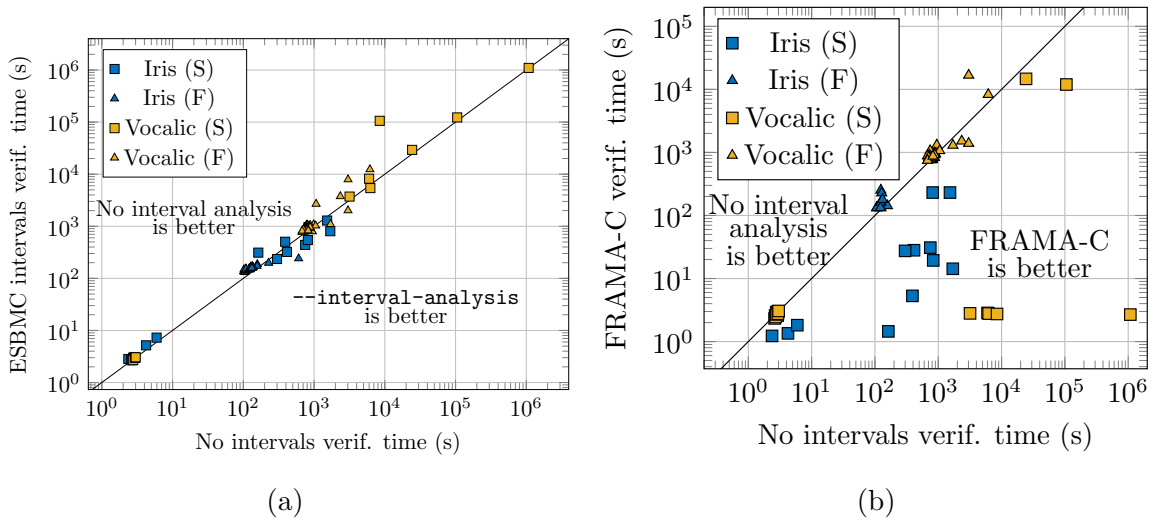 10^6
10^5
10^4
10^3
10^2
10^1
10^0
ESBMC intervals verif. time (s)
Iris (S)
Iris (F)
Vocalic (S)
Vocalic (F)
No interval analysis
is better
--interval-analysis
is better
10^0 10^1 10^2 10^3 10^4 10^5 10^6
No intervals verif. time (s)
(a)
10^5
10^4
10^3
10^2
10^1
10^0
FRAMA-C verif. time (s)
Iris (S)
Iris (F)
Vocalic (S)
Vocalic (F)
No interval
analysis
is better
FRAMA-C
is better
10^0 10^1 10^2 10^3 10^4 10^5 10^6
No intervals verif. time (s)
(b)